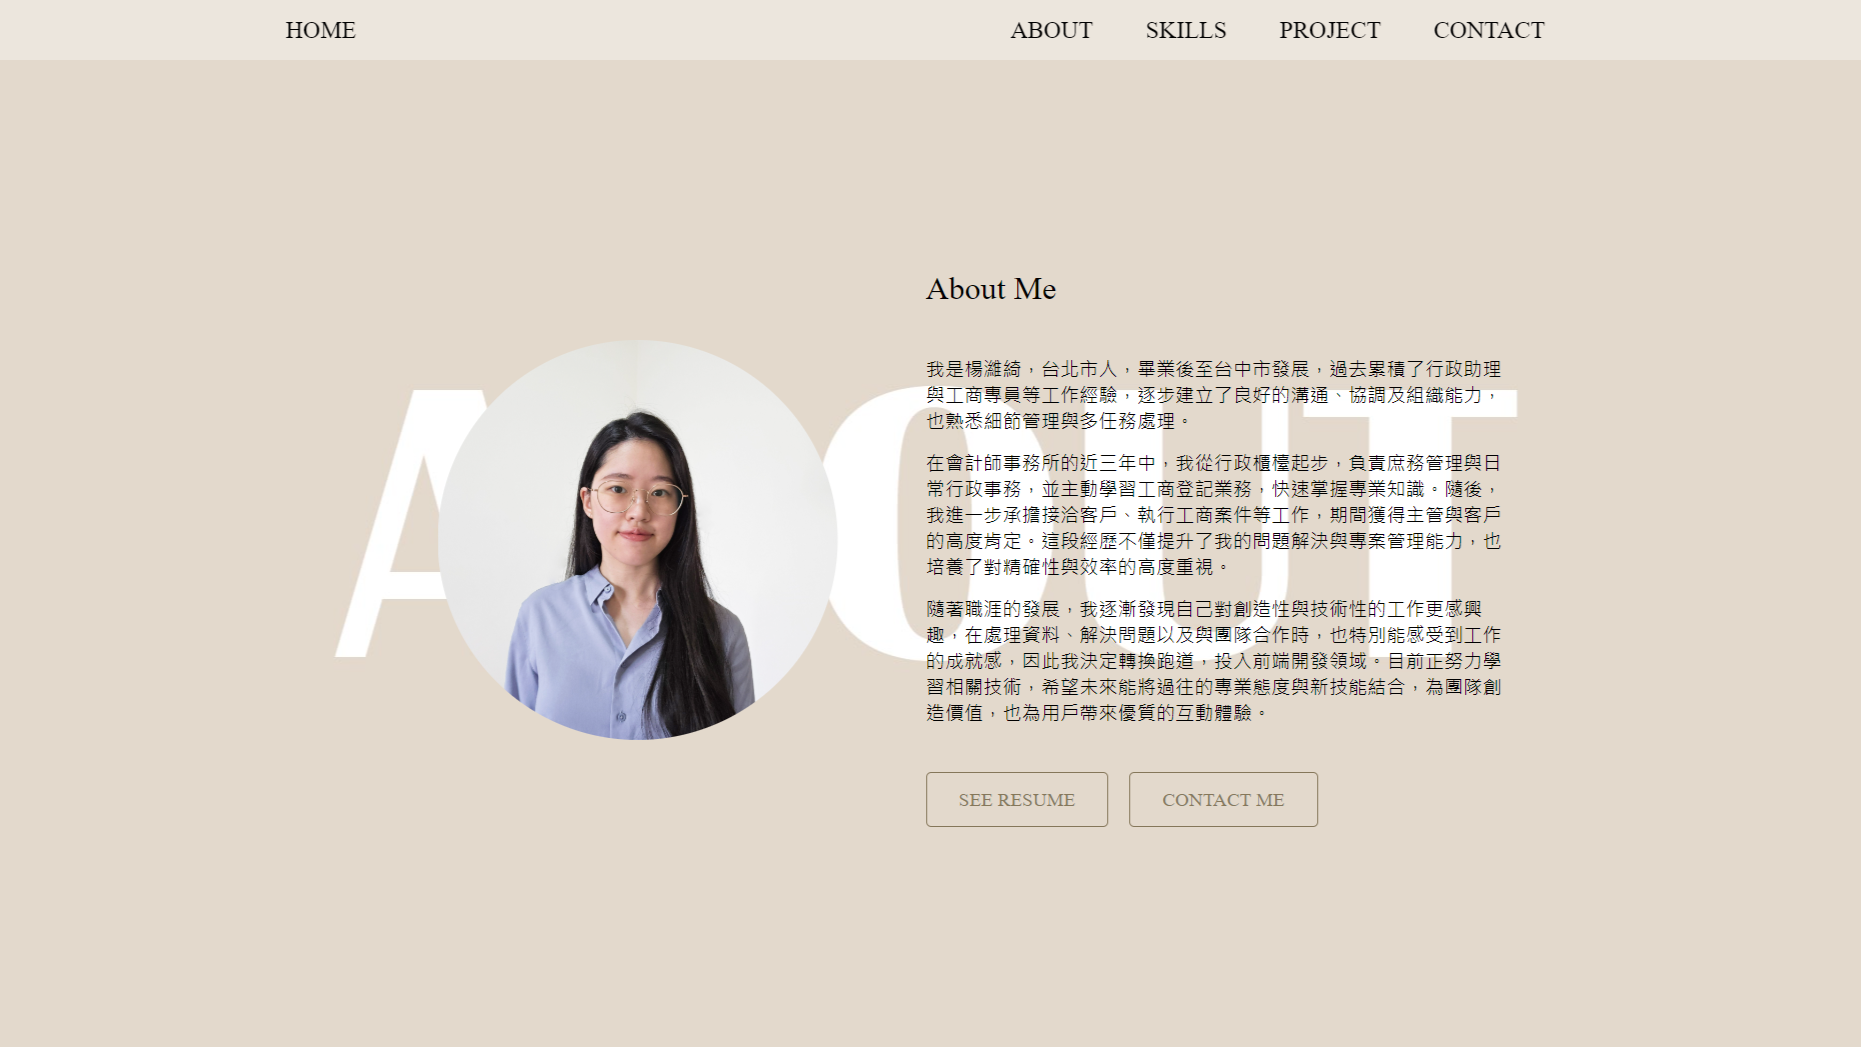 HOME
ABOUT
SKILLS
PROJECT
CONTACT
ABOUT
About Me
我是楊濰綺，台北市人，畢業後至台中市發展，過去累積了行政助理
與工商專員等工作經驗，逐步建立了良好的溝通、協調及組織能力，
也熟悉細節管理與多任務處理。
在會計師事務所的近三年中，我從行政櫃檯起步，負責庶務管理與日
常行政事務，並主動學習工商登記業務，快速掌握專業知識。隨後，
我進一步承擔接洽客戶、執行工商案件等工作，期間獲得主管與客戶
的高度肯定。這段經歷不僅提升了我的問題解決與專案管理能力，也
培養了對精確性與效率的高度重視。
隨著職涯的發展，我逐漸發現自己對創造性與技術性的工作更感興
趣，在處理資料、解決問題以及與團隊合作時，也特別能感受到工作
的成就感，因此我決定轉換跑道，投入前端開發領域。目前正努力學
習相關技術，希望未來能將過往的專業態度與新技能結合，為團隊創
造價值，也為用戶帶來優質的互動體驗。
SEE RESUME
CONTACT ME